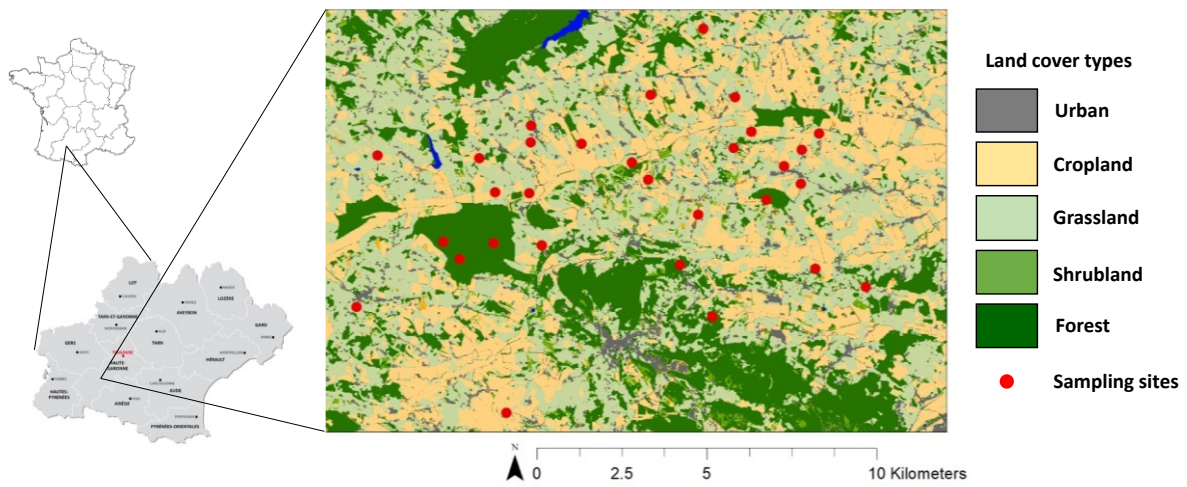 Land cover types
Urban
Cropland
Grassland
Shrubland
Forest
Sampling sites
LOT
LOZÈRE
AVEYRON
TARN-ET-GARONNE
GARD
GERS
TARN
TOULOUSE
HAUTE-
GARONNE
HÉRAULT
HAUTES-
PYRÉNÉES
AUDE
ARIÈGE
PYRÉNÉES-ORIENTALES
N
0 2.5 5 10 Kilometers